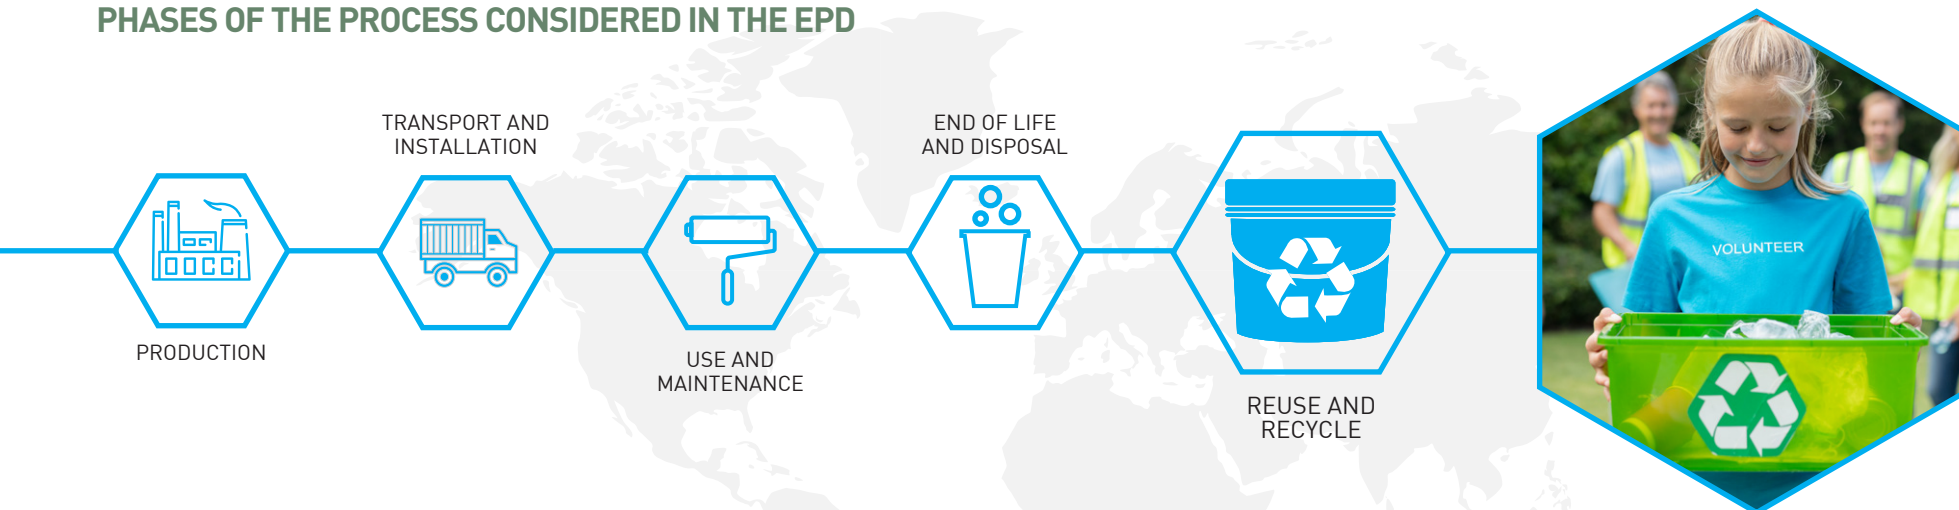 PHASES OF THE PROCESS CONSIDERED IN THE EPD
TRANSPORT AND
INSTALLATION
END OF LIFE
AND DISPOSAL
PRODUCTION
USE AND
MAINTENANCE
REUSE AND
RECYCLE
VOLUNTEER